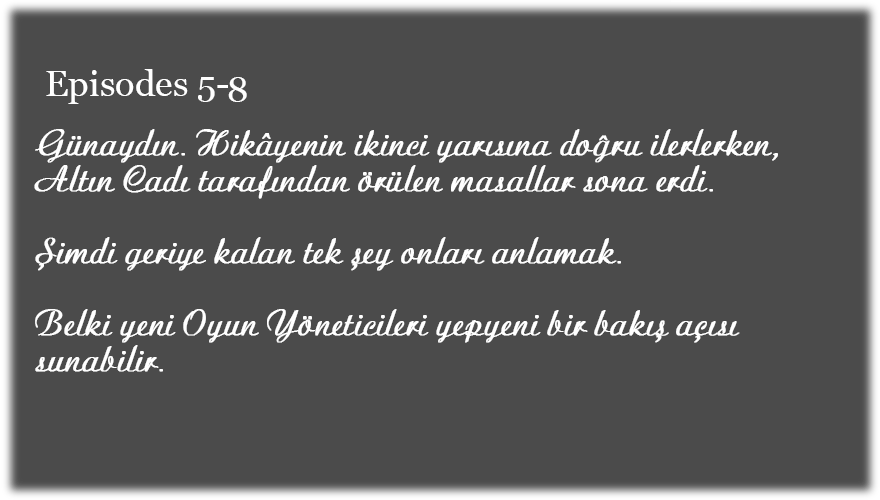 Episodes 5-8
Günaydın. Hikâyenin ikinci yarısına doğru ilerlerken,
Altın Cadı tarafından örülen masallar sona erdi.
Şimdi geriye kalan tek şey onları anlamak.
Belki yeni Oyun Yöneticileri yepyeni bir bakış açısı
sunabilir.